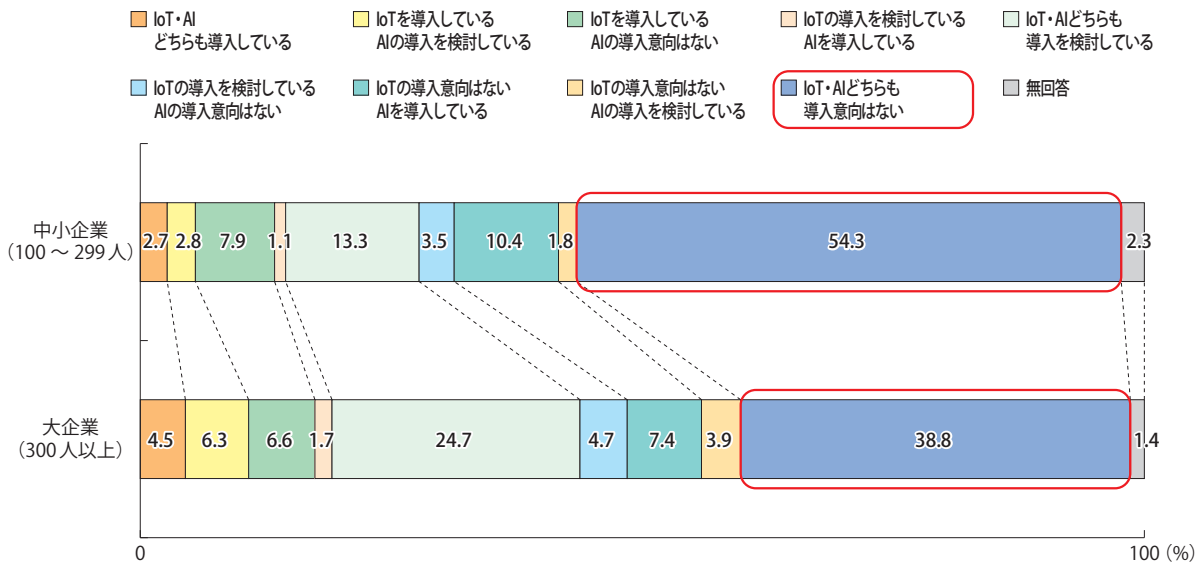 IoT・AI
どちらも導入している
IoTを導入している
AIの導入を検討している
IoTを導入している
AIの導入意向はない
IoTの導入を検討している
AIを導入している
IoT・AIどちらも
導入を検討している
IoTの導入を検討している
AIの導入意向はない
IoTの導入意向はない
AIを導入している
IoTの導入意向はない
AIの導入を検討している
IoT・AIどちらも
導入意向はない
無回答
中小企業
（100～299人）
2.7 2.8 7.9 1.1 13.3 3.5 10.4 1.8 54.3 2.3
大企業
（300人以上）
4.5 6.3 6.6 1.7 24.7 4.7 7.4 3.9 38.8 1.4
0 100（%）